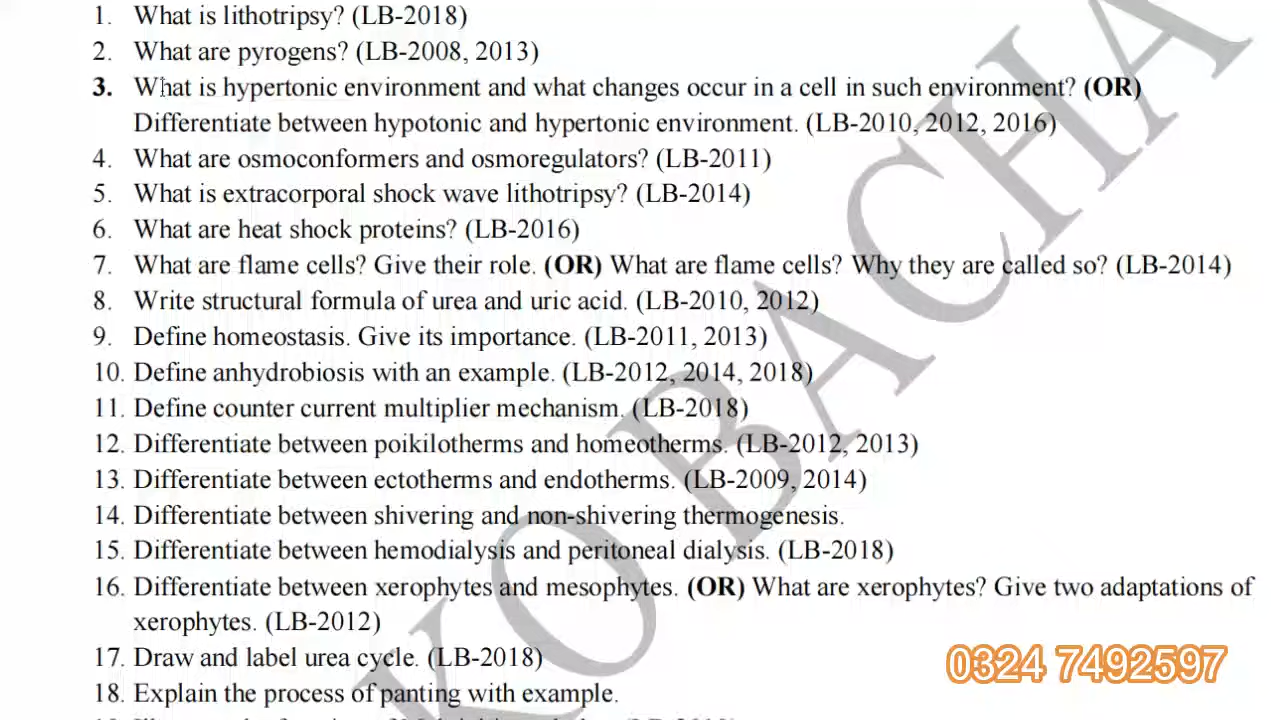 1. What is lithotripsy? (LB-2018)
2. What are pyrogens? (LB-2008, 2013)
3. What is hypertonic environment and what changes occur in a cell in such environment? (OR)
Differentiate between hypotonic and hypertonic environment. (LB-2010, 2012, 2016)
4. What are osmoconformers and osmoregulators? (LB-2011)
5. What is extracorporal shock wave lithotripsy? (LB-2014)
6. What are heat shock proteins? (LB-2016)
7. What are flame cells? Give their role. (OR) What are flame cells? Why they are called so? (LB-2014)
8. Write structural formula of urea and uric acid. (LB-2010, 2012)
9. Define homeostasis. Give its importance. (LB-2011, 2013)
10. Define anhydrobiosis with an example. (LB-2012, 2014, 2018)
11. Define counter current multiplier mechanism. (LB-2018)
12. Differentiate between poikilotherms and homeotherms. (LB-2012, 2013)
13. Differentiate between ectotherms and endotherms. (LB-2009, 2014)
14. Differentiate between shivering and non-shivering thermogenesis.
15. Differentiate between hemodialysis and peritoneal dialysis. (LB-2018)
16. Differentiate between xerophytes and mesophytes. (OR) What are xerophytes? Give two adaptations of
xerophytes. (LB-2012)
17. Draw and label urea cycle. (LB-2018)
18. Explain the process of panting with example.
KO BACHA
0324 7492597